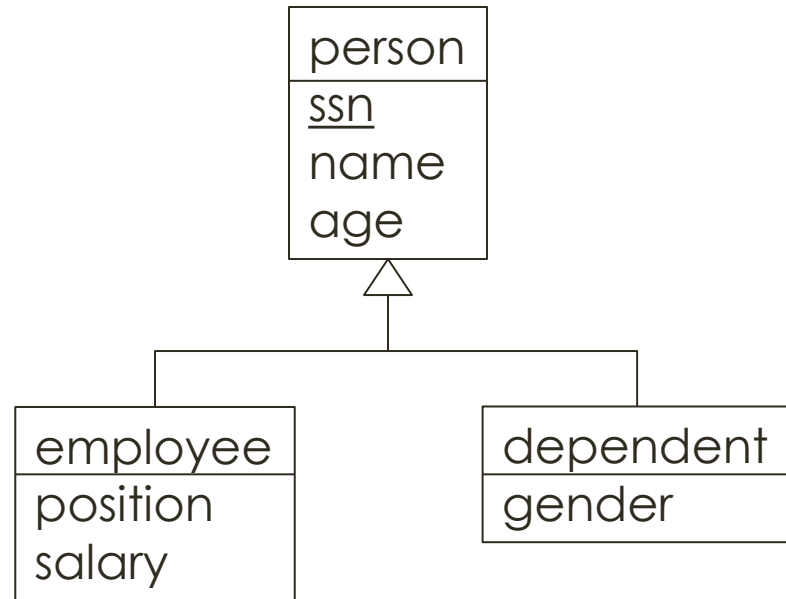 person
ssn
name
age
employee
position
salary
dependent
gender